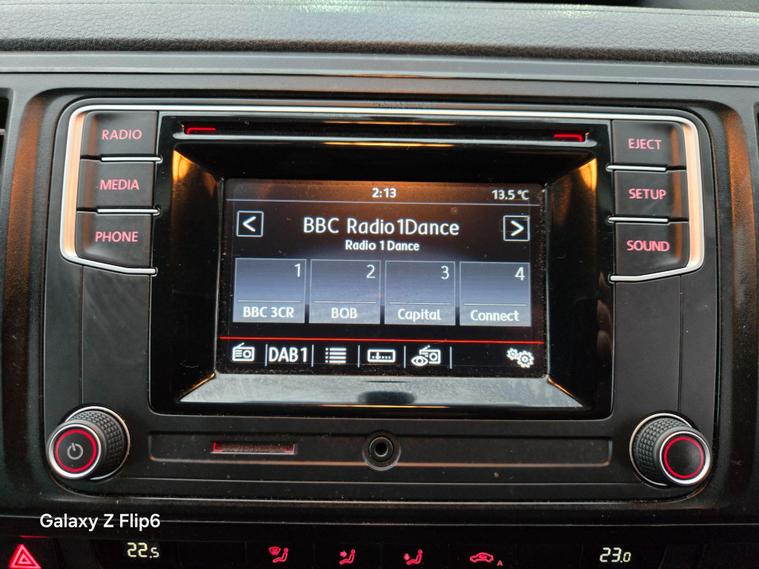 RADIO
MEDIA
PHONE
EJECT
SETUP
SOUND
2:13
13.5 °C
< BBC Radio1Dance >
Radio 1 Dance
1 2 3 4
BBC 3CR BOB Capital Connect
DAB1
Galaxy Z Flip6
22.5
A
23.0